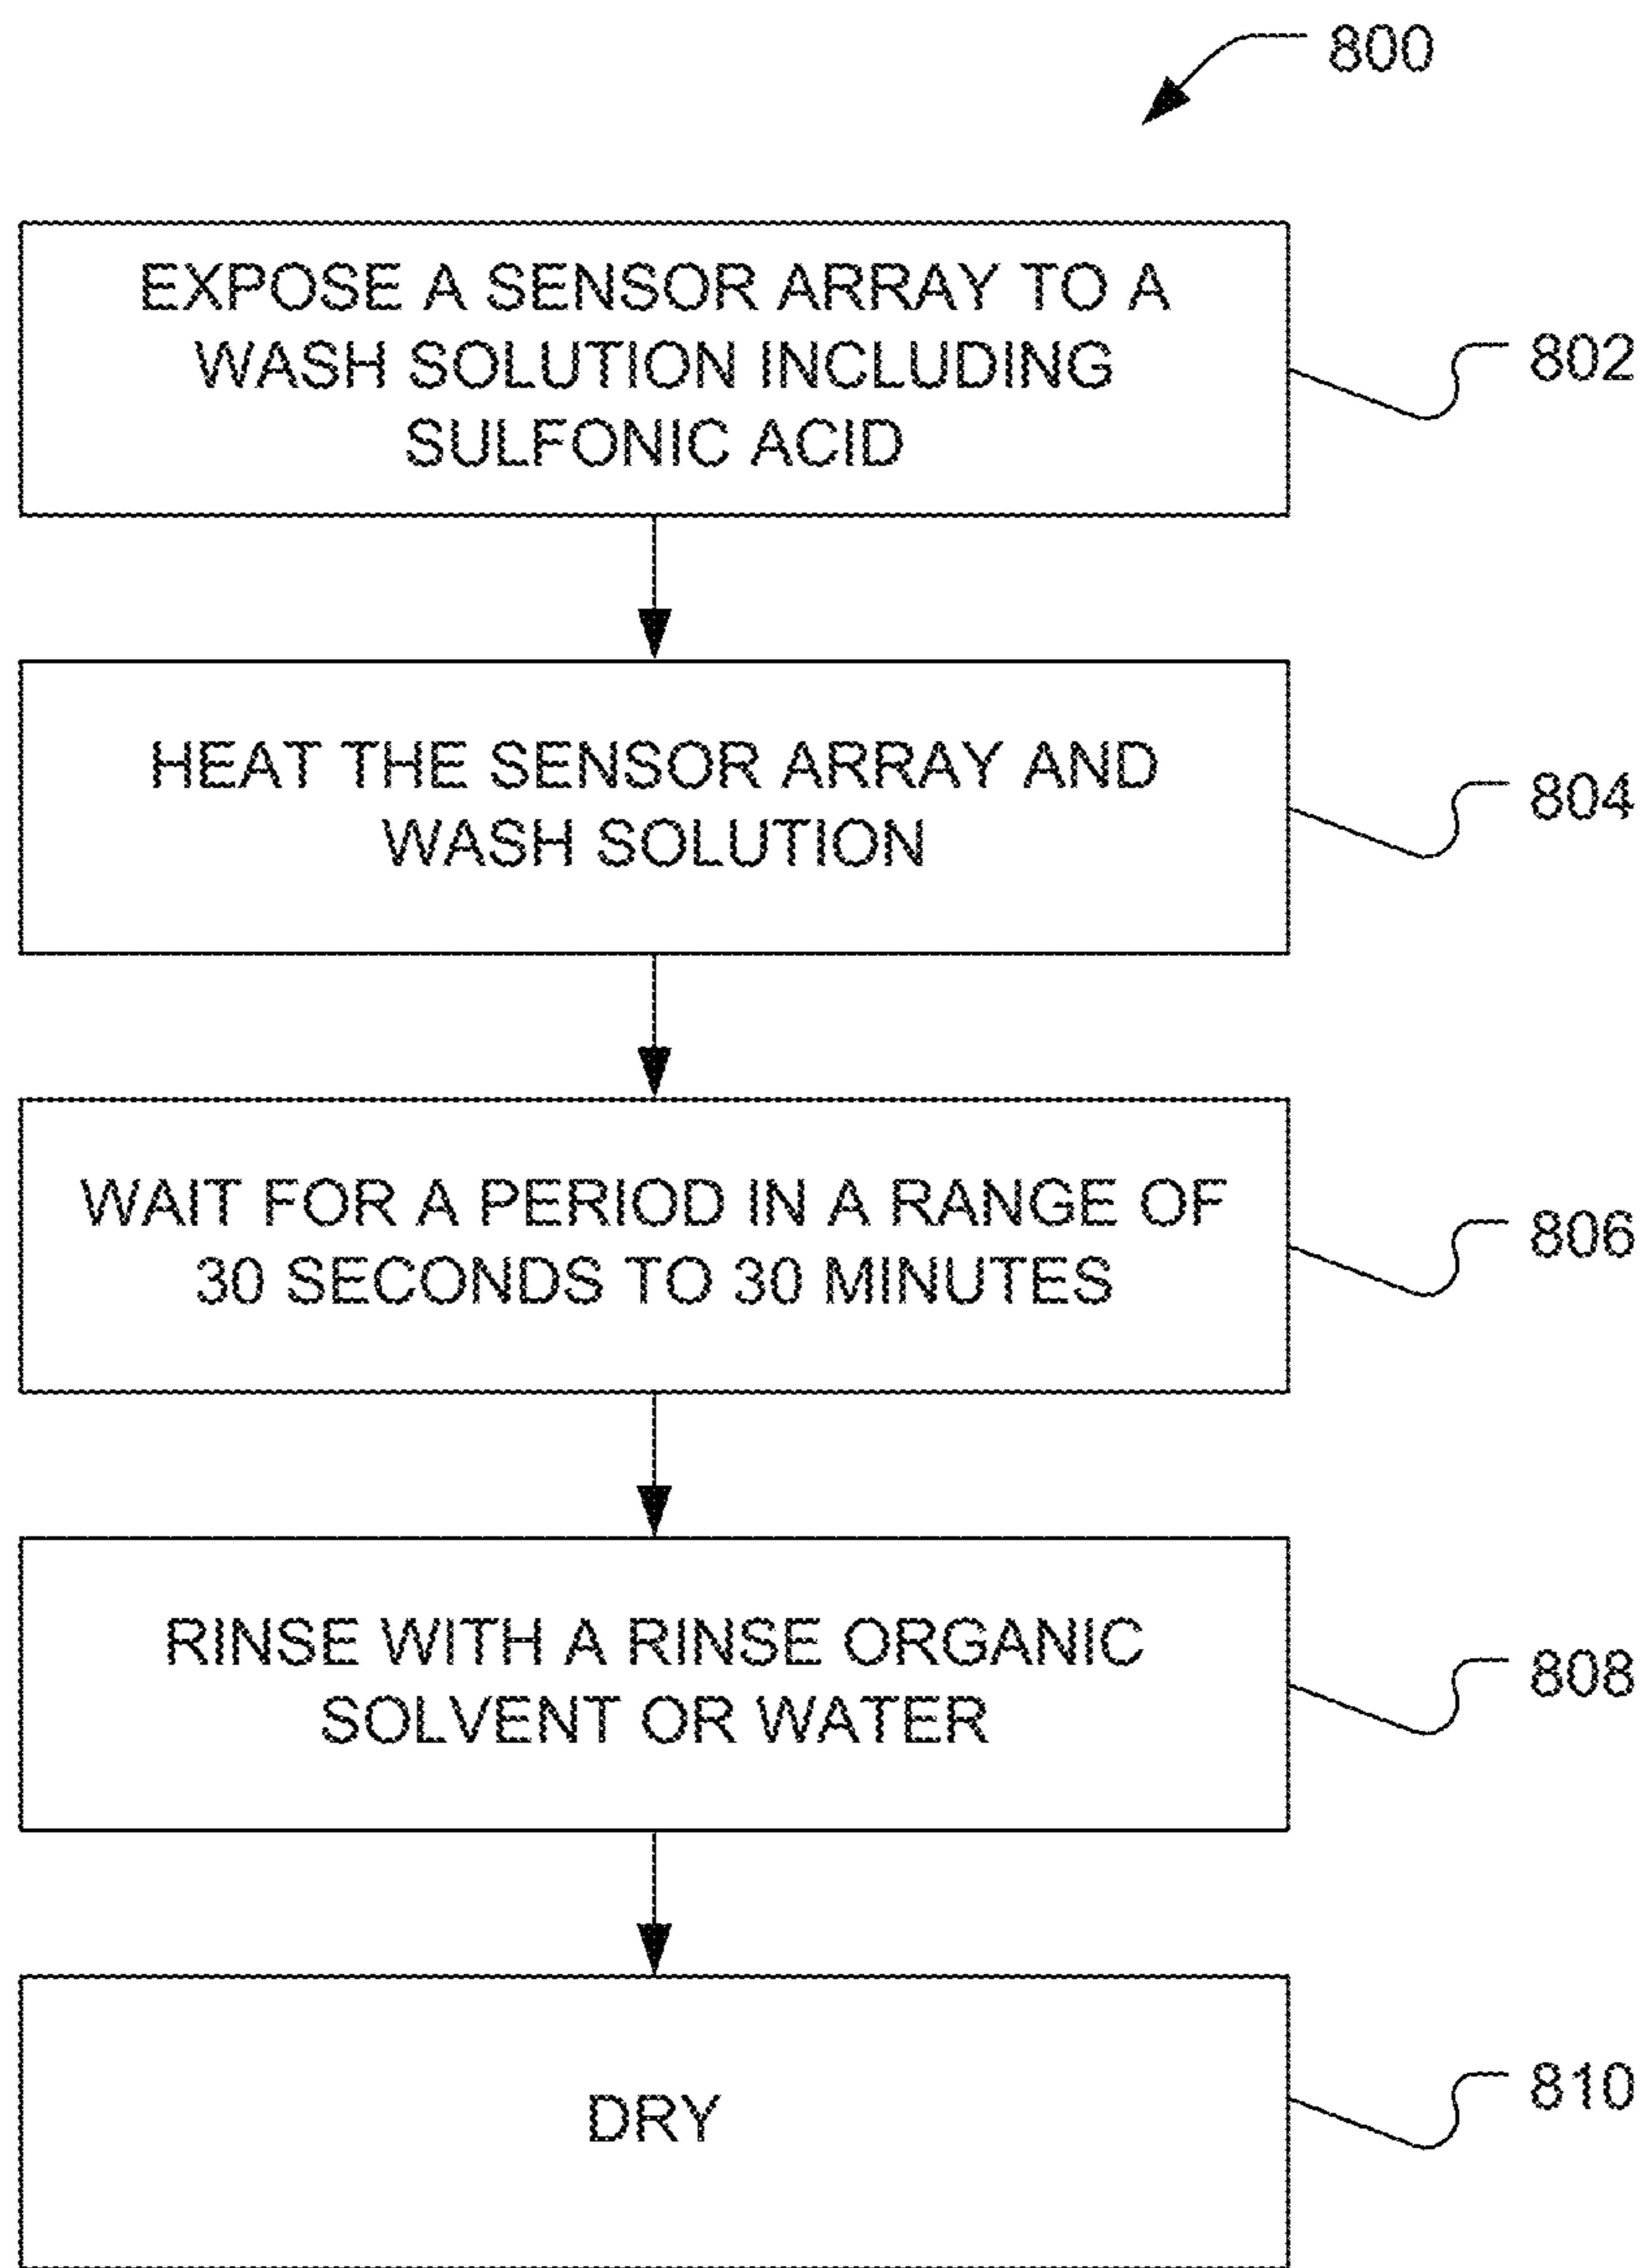 800
EXPOSE A SENSOR ARRAY TO A
WASH SOLUTION INCLUDING
SULFONIC ACID
802
HEAT THE SENSOR ARRAY AND
WASH SOLUTION
804
WAIT FOR A PERIOD IN A RANGE OF
30 SECONDS TO 30 MINUTES
806
RINSE WITH A RINSE ORGANIC
SOLVENT OR WATER
808
DRY
810